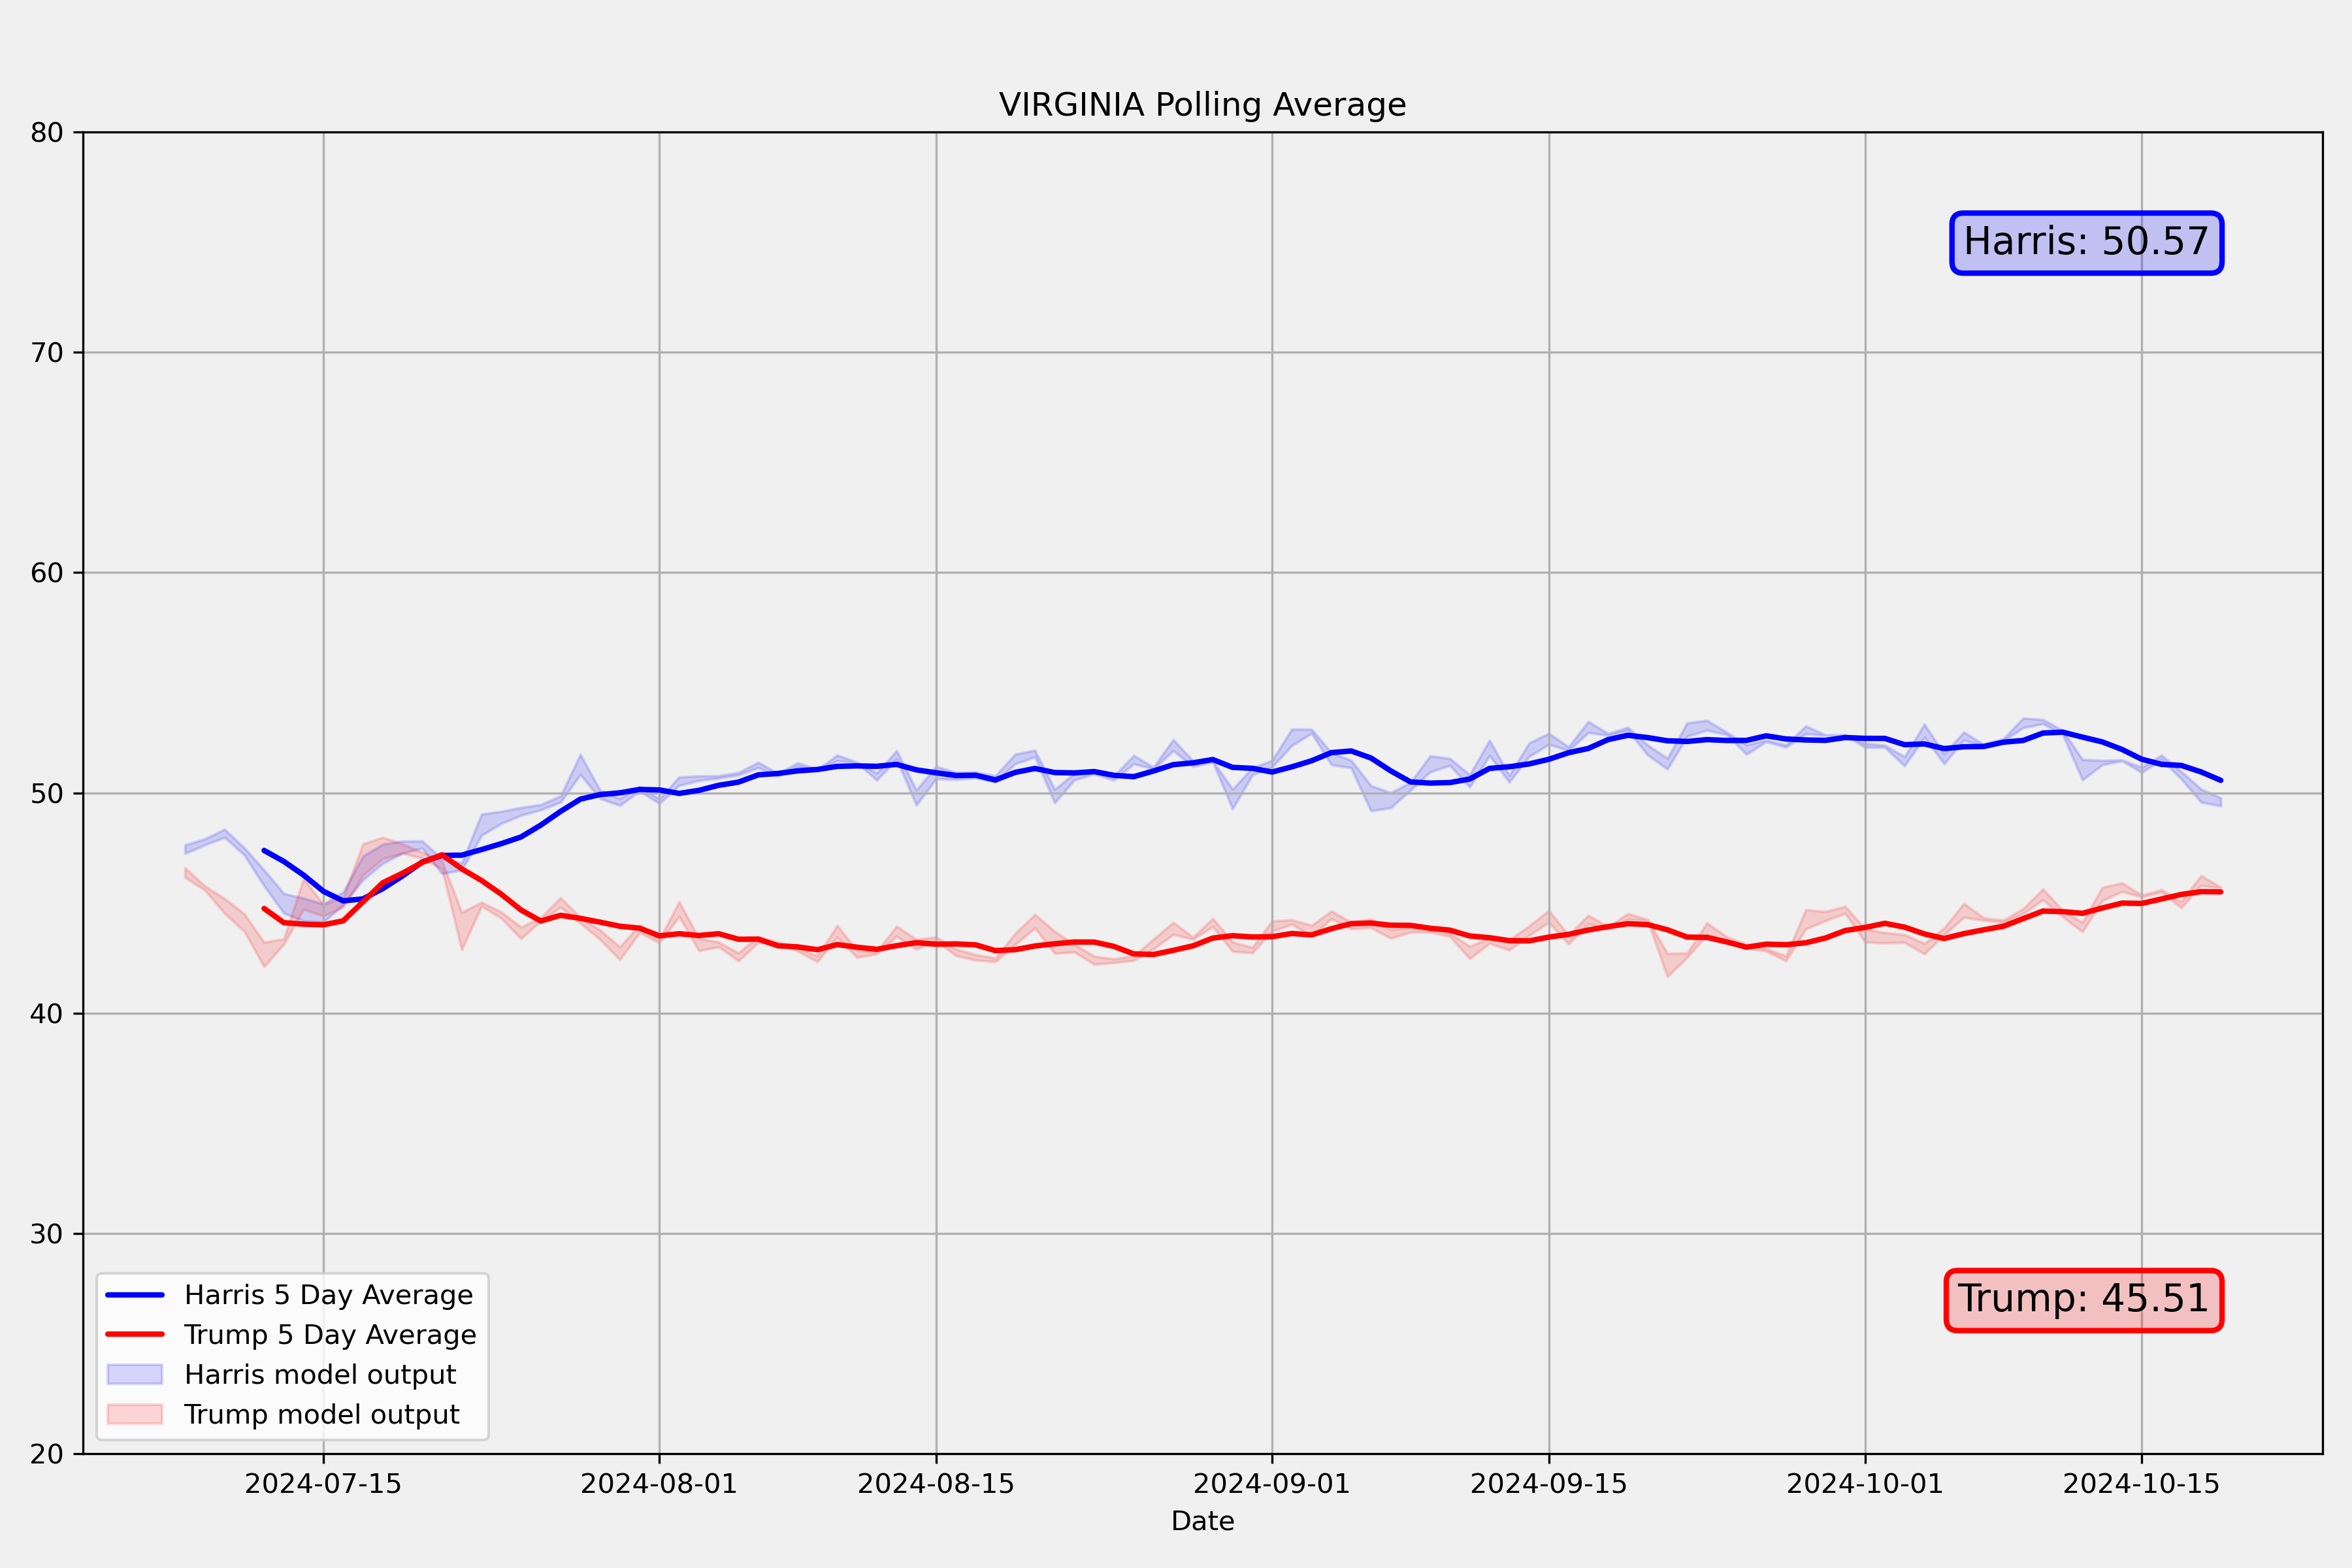 VIRGINIA Polling Average
80
70
60
50
40
30
20
Harris: 50.57
Trump: 45.51
Harris 5 Day Average
Trump 5 Day Average
Harris model output
Trump model output
2024-07-15
2024-08-01
2024-08-15
2024-09-01
2024-09-15
2024-10-01
2024-10-15
Date